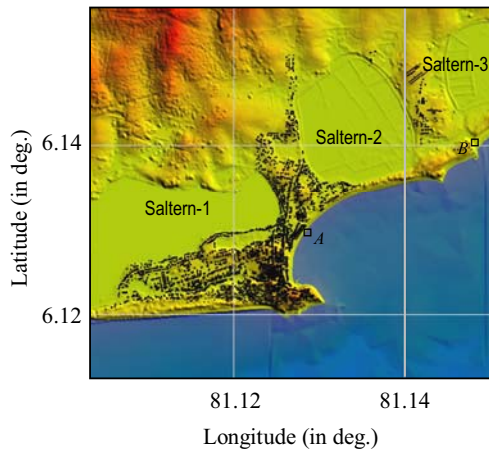 Saltern-3
6.14
Saltern-2
B
Saltern-1
A
6.12
Latitude (in deg.)
81.12
81.14
Longitude (in deg.)